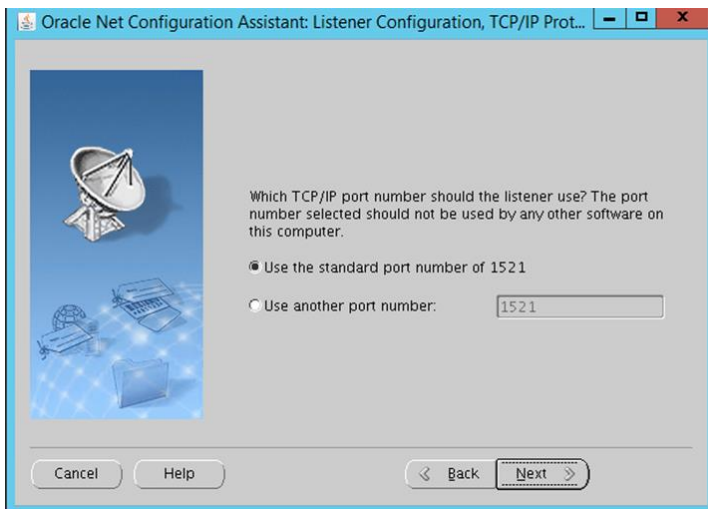 Oracle Net Configuration Assistant: Listener Configuration, TCP/IP Prot...
Which TCP/IP port number should the listener use? The port
number selected should not be used by any other software on
this computer.
Use the standard port number of 1521
Use another port number: 1521
Cancel Help Back Next